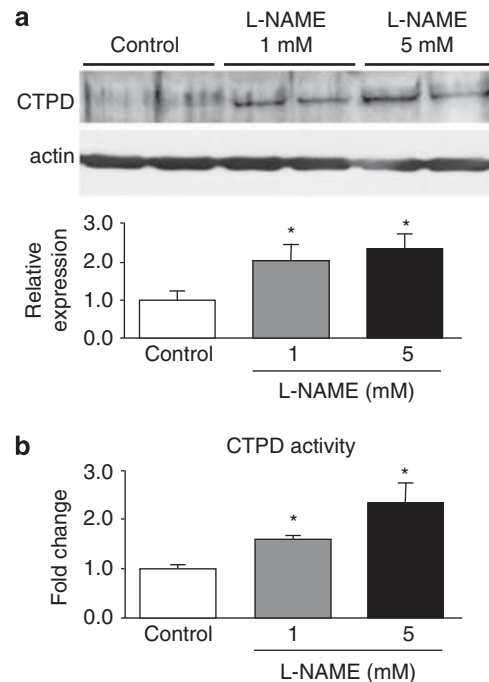 a
Control
L-NAME
1 mM
L-NAME
5 mM
CTPD
actin
Relative
expression
3.0
2.0
1.0
0.0
*
*
Control
1
5
L-NAME (mM)
b
CTPD activity
Fold change
3.0
2.0
1.0
0.0
*
*
Control
1
5
L-NAME (mM)